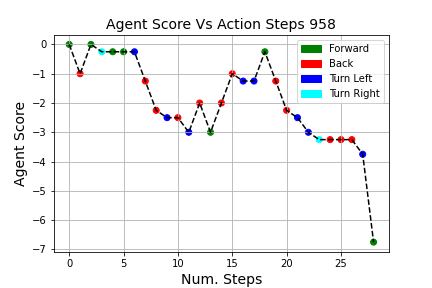 Agent Score Vs Action Steps 958
0
−1
−2
−3
−4
−5
−6
−7
Agent Score
Forward
Back
Turn Left
Turn Right
0 5 10 15 20 25
Num. Steps